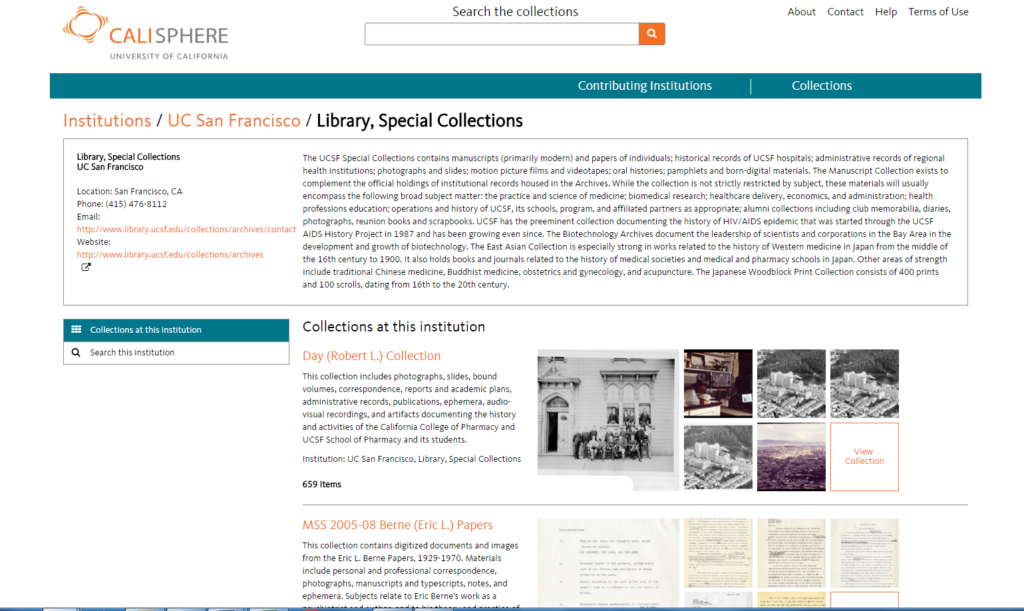 Search the collections
About Contact Help Terms of Use
CALISPHERE
UNIVERSITY OF CALIFORNIA
Contributing Institutions | Collections
Institutions / UC San Francisco / Library, Special Collections
Library, Special Collections
UC San Francisco
Location: San Francisco, CA
Phone: (415) 476-8112
Email:
http://www.library.ucsf.edu/collections/archives/contact
Website:
http://www.library.ucsf.edu/collections/archives
The UCSF Special Collections contains manuscripts (primarily modern) and papers of individuals; historical records of UCSF hospitals; administrative records of regional
health institutions; photographs and slides; motion picture films and videotapes; oral histories; pamphlets and born-digital materials. The Manuscript Collection exists to
complement the official holdings of institutional records housed in the Archives. While the collection is not strictly restricted by subject, these materials will usually
encompass the following broad subject matter: the practice and science of medicine; biomedical research; healthcare delivery, economics, and administration; health
professions education; operations and history of UCSF, its schools, program, and affiliated partners as appropriate; alumni collections including club memorabilia, diaries,
photographs, reunion books and scrapbooks. UCSF has the preeminent collection documenting the history of HIV/AIDS epidemic that was started through the UCSF
AIDS History Project in 1987 and has been growing even since. The Biotechnology Archives document the leadership of scientists and corporations in the Bay Area in the
development and growth of biotechnology. The East Asian Collection is especially strong in works related to the history of Western medicine in Japan from the middle of
the 16th century to 1900. It also holds books and journals related to the history of medical societies and medical and pharmacy schools in Japan. Other areas of strength
include traditional Chinese medicine, Buddhist medicine, obstetrics and gynecology, and acupuncture. The Japanese Woodblock Print Collection consists of 400 prints
and 100 scrolls, dating from 16th to the 20th century.
Collections at this institution
Search this institution
Collections at this institution
Day (Robert L.) Collection
This collection includes photographs, slides, bound
volumes, correspondence, reports and academic plans,
administrative records, publications, ephemera, audio-
visual recordings, and artifacts documenting the history
and activities of the California College of Pharmacy and
UCSF School of Pharmacy and its students.
Institution: UC San Francisco, Library, Special Collections
659 Items
View
Collection
MSS 2005-08 Berne (Eric L.) Papers
This collection contains digitized documents and images
from the Eric L. Berne Papers, 1929-1970. Materials
include personal and professional correspondence,
photographs, manuscripts and typescripts, notes, and
ephemera. Subjects relate to Eric Berne's work as a